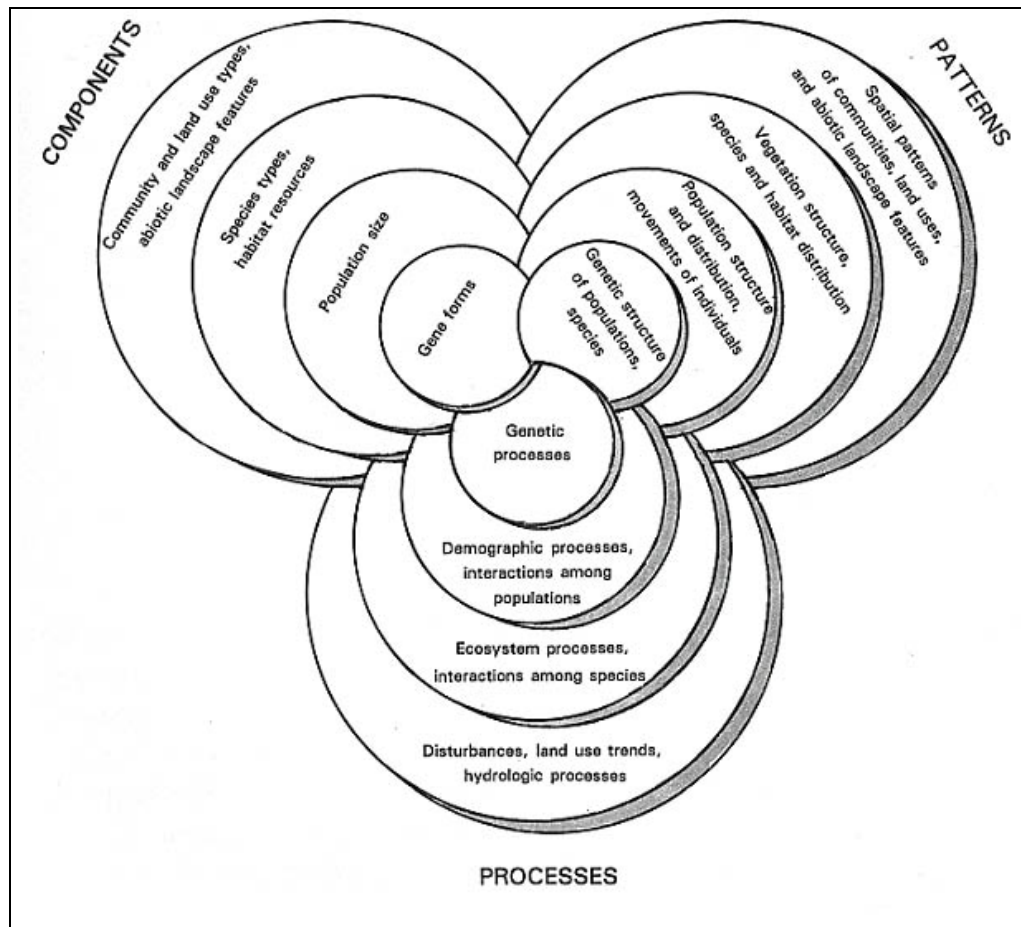 COMPONENTS
Community and land use types,
abiotic landscape features
Species types,
habitat resources
Population size
Gene forms
PATTERNS
Spatial patterns
of communities, land uses,
and abiotic landscape features
Vegetation structure,
species and habitat distribution
Population structure
and distribution,
movements of individuals
Genetic structure
of populations,
species
Genetic
processes
Demographic processes,
interactions among
populations
Ecosystem processes,
interactions among species
Disturbances, land use trends,
hydrologic processes
PROCESSES